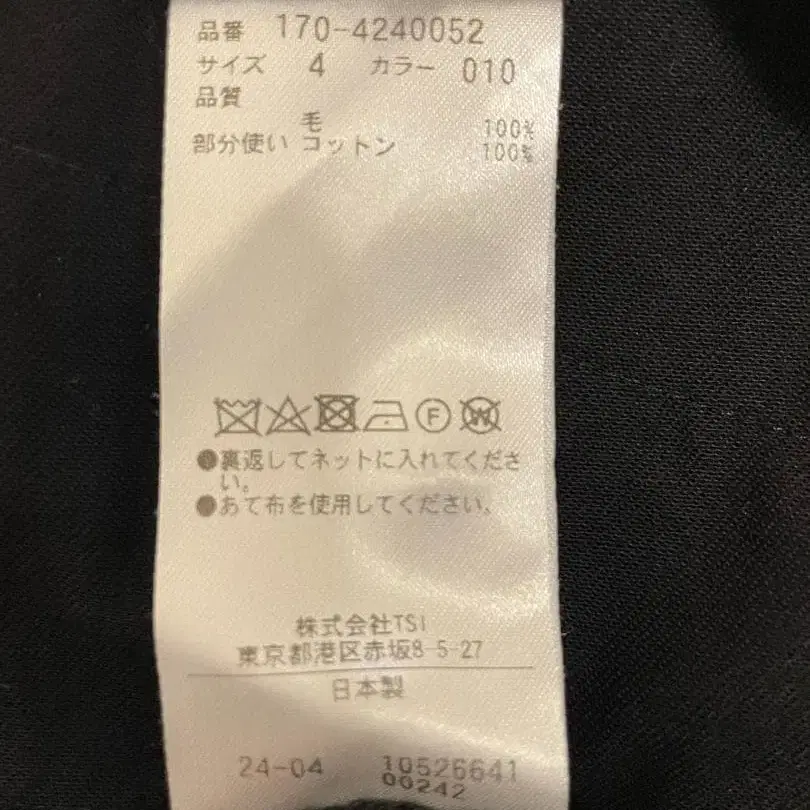 品番 170-4240052
サイズ 4 カラー 010
品質
毛 100%
部分使い コットン 100%
F W
●裏返してネットに入れてくださ
い。
●あて布を使用してください。
株式会社TSI
東京都港区赤坂8-5-27
日本製
24-04 10526641
00242